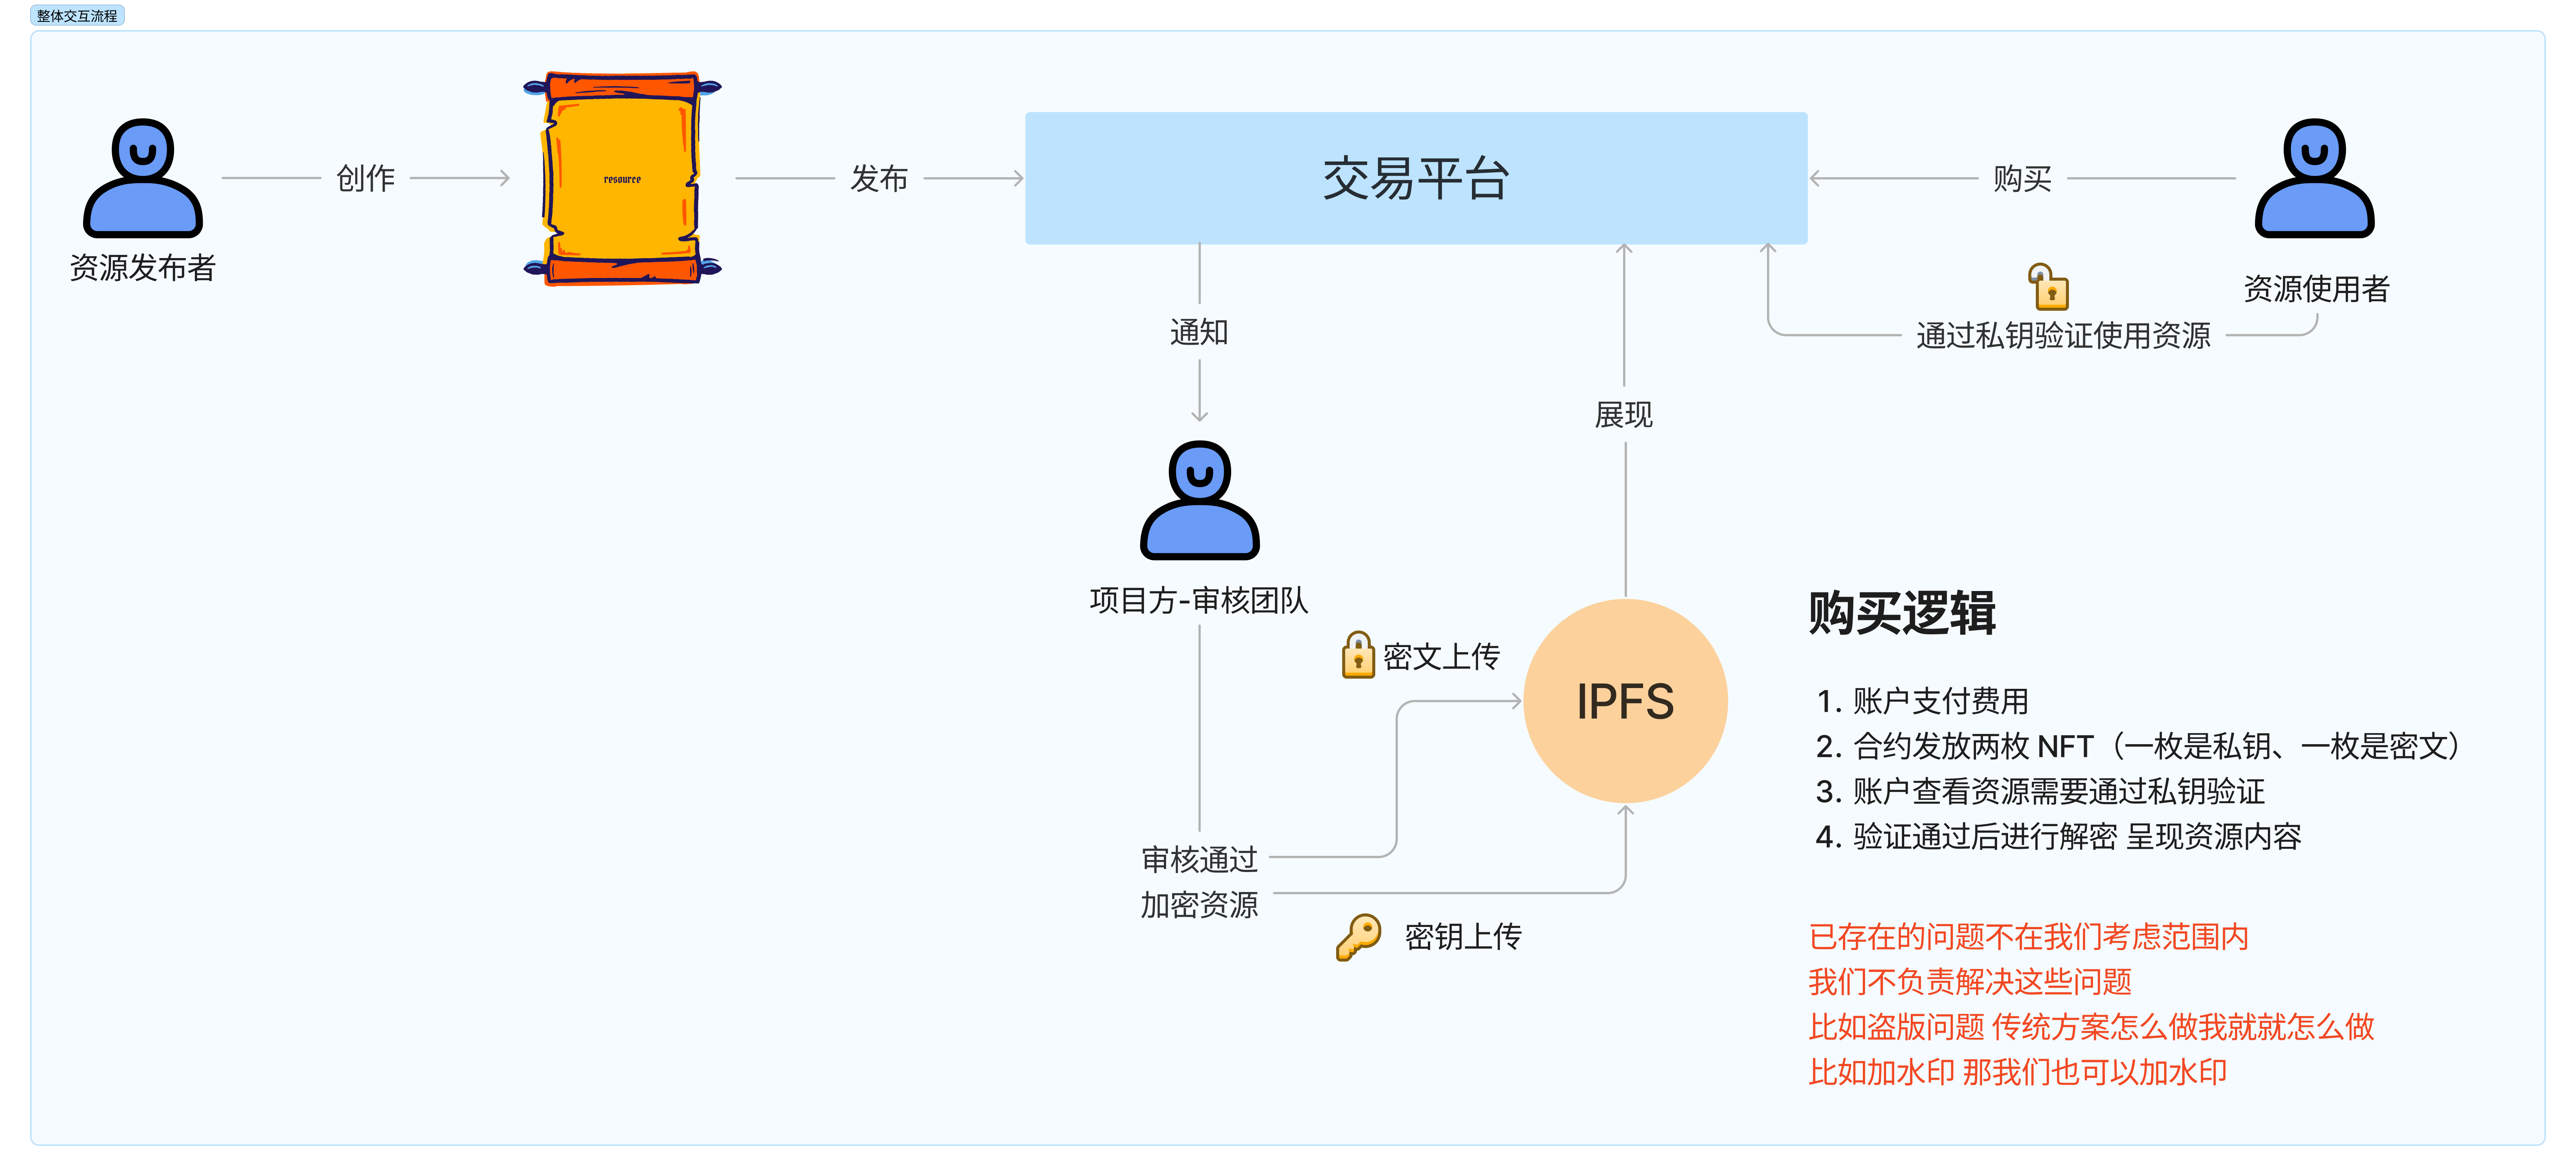 整体交互流程
创作
resource
发布
交易平台
购买
资源发布者
资源使用者
通知
通过私钥验证使用资源
展现
项目方-审核团队
密文上传
IPFS
审核通过
加密资源
密钥上传
购买逻辑
1. 账户支付费用
2. 合约发放两枚 NFT（一枚是私钥、一枚是密文）
3. 账户查看资源需要通过私钥验证
4. 验证通过后进行解密 呈现资源内容
已存在的问题不在我们考虑范围内
我们不负责解决这些问题
比如盗版问题 传统方案怎么做我就就怎么做
比如加水印 那我们也可以加水印